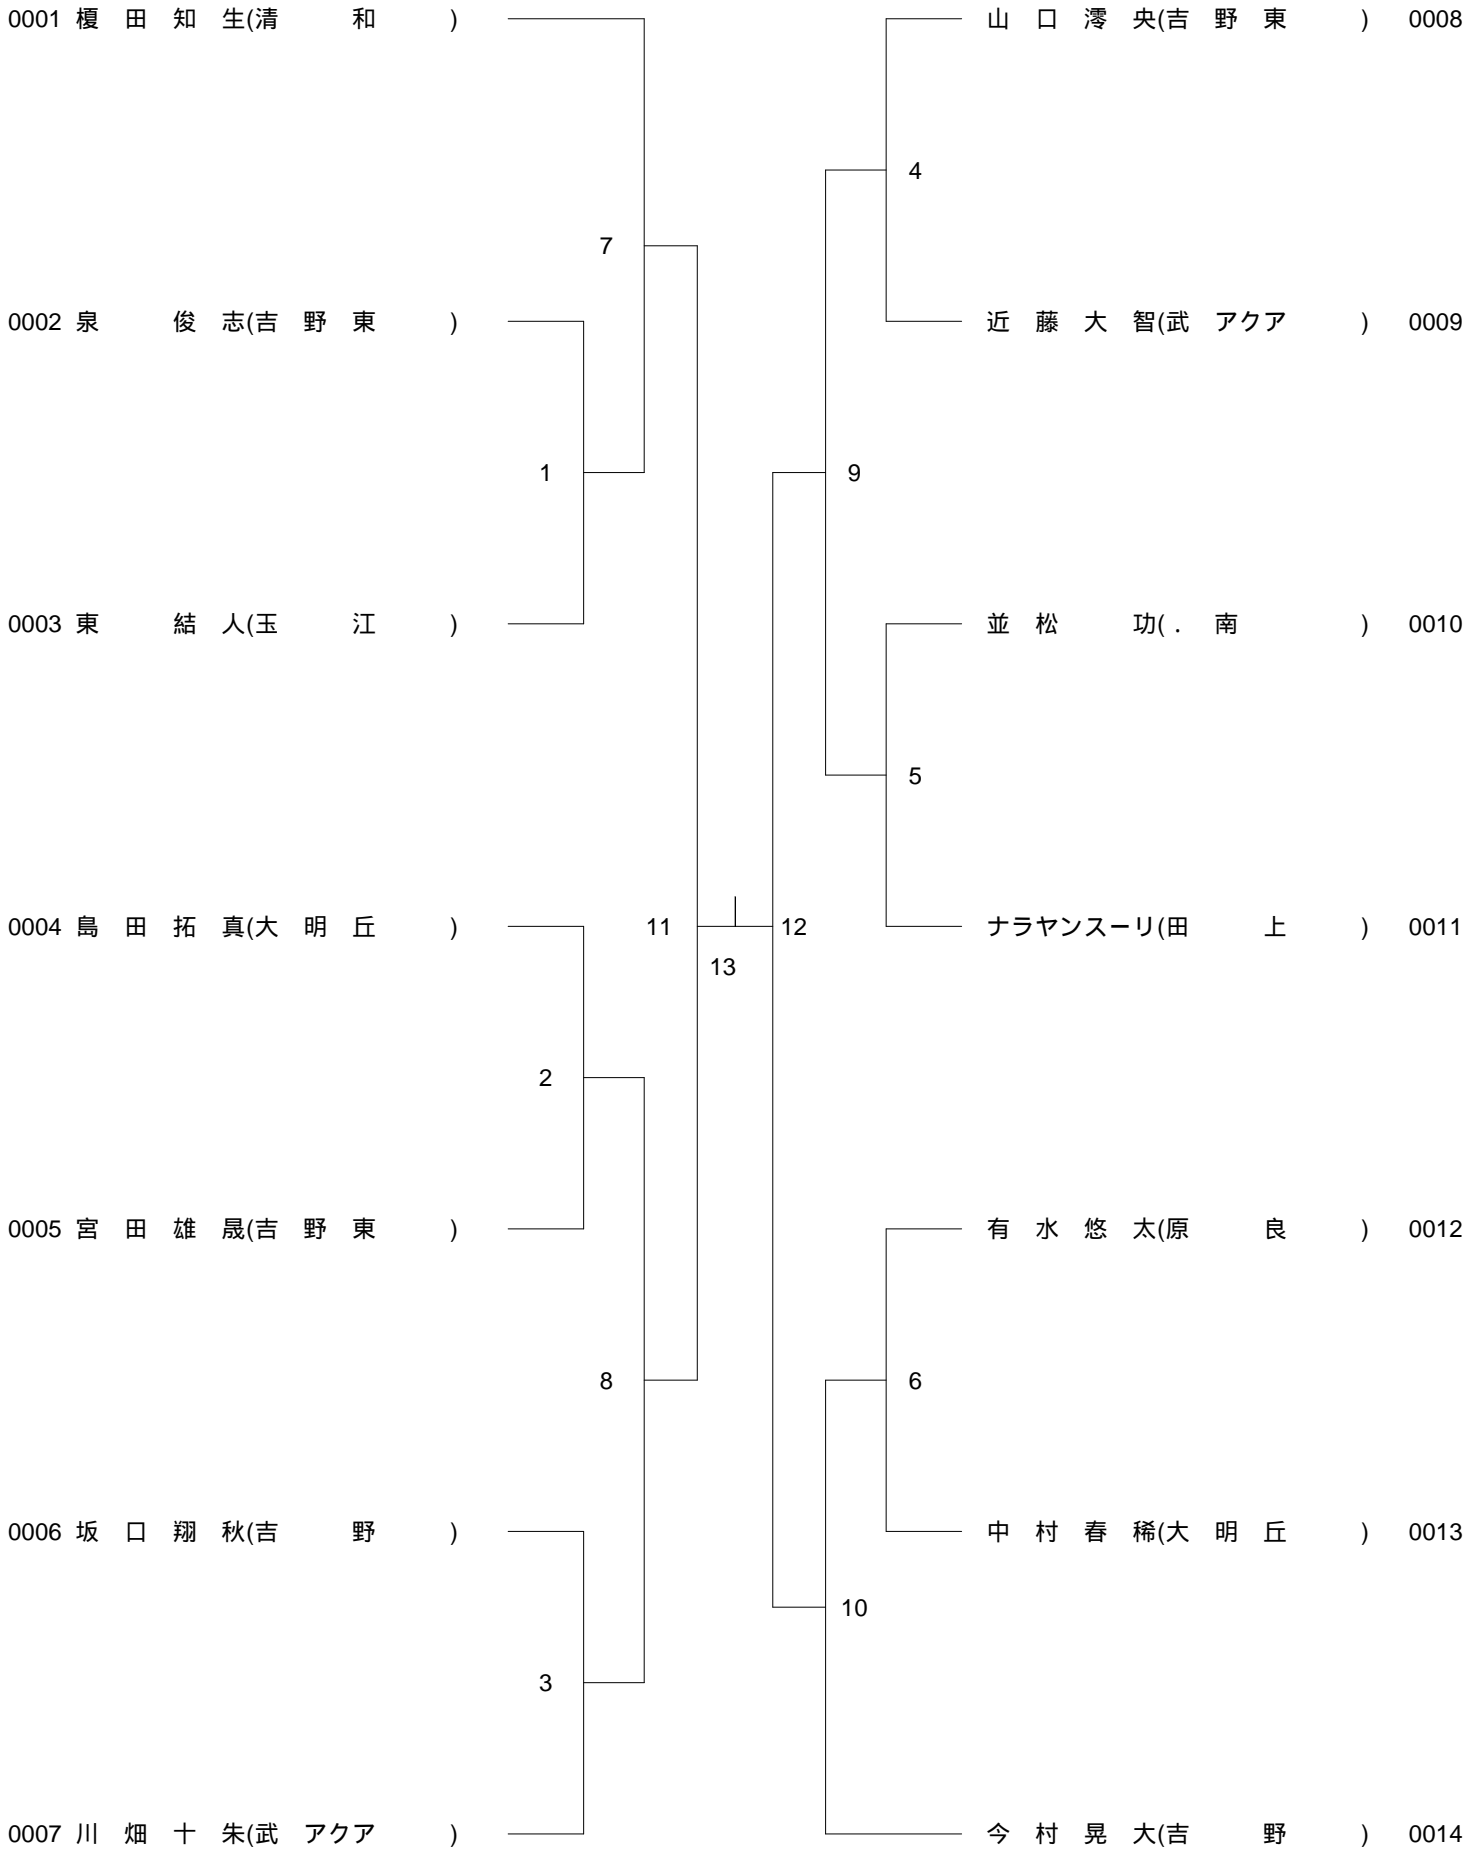 0001 榎 田 知 生(清 和 )
山 口 澪 央(吉 野 東 ) 0008
4
7
0002 泉 俊 志(吉 野 東 )
近 藤 大 智(武 アクア ) 0009
1
9
0003 東 結 人(玉 江 )
並 松 功( . 南 ) 0010
5
0004 島 田 拓 真(大 明 丘 )
11
12
ナラヤンスーリ(田 上 ) 0011
13
2
0005 宮 田 雄 晟(吉 野 東 )
有 水 悠 太(原 良 ) 0012
8
6
0006 坂 口 翔 秋(吉 野 )
中 村 春 稀(大 明 丘 ) 0013
10
3
0007 川 畑 十 朱(武 アクア )
今 村 晃 大(吉 野 ) 0014